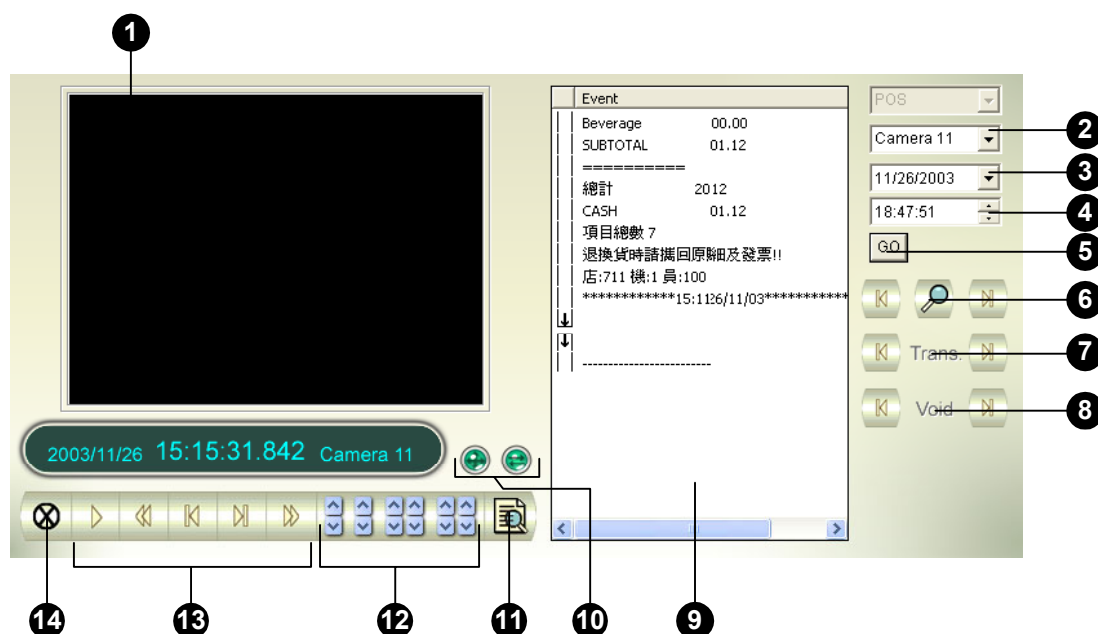 1
Event
Beverage 00.00
SUBTOTAL 01.12
==========
總計 2012
CASH 01.12
項目總數 7
退換貨時請攜回原聯及發票!!
店:711 機:1 員:100
************15:1126/11/03***********
-------------------------
POS
Camera 11
2
11/26/2003
3
18:47:51
4
GO
5
6
Trans.
7
Void
8
2003/11/26 15:15:31.842 Camera 11
14
13
12
11
10
9